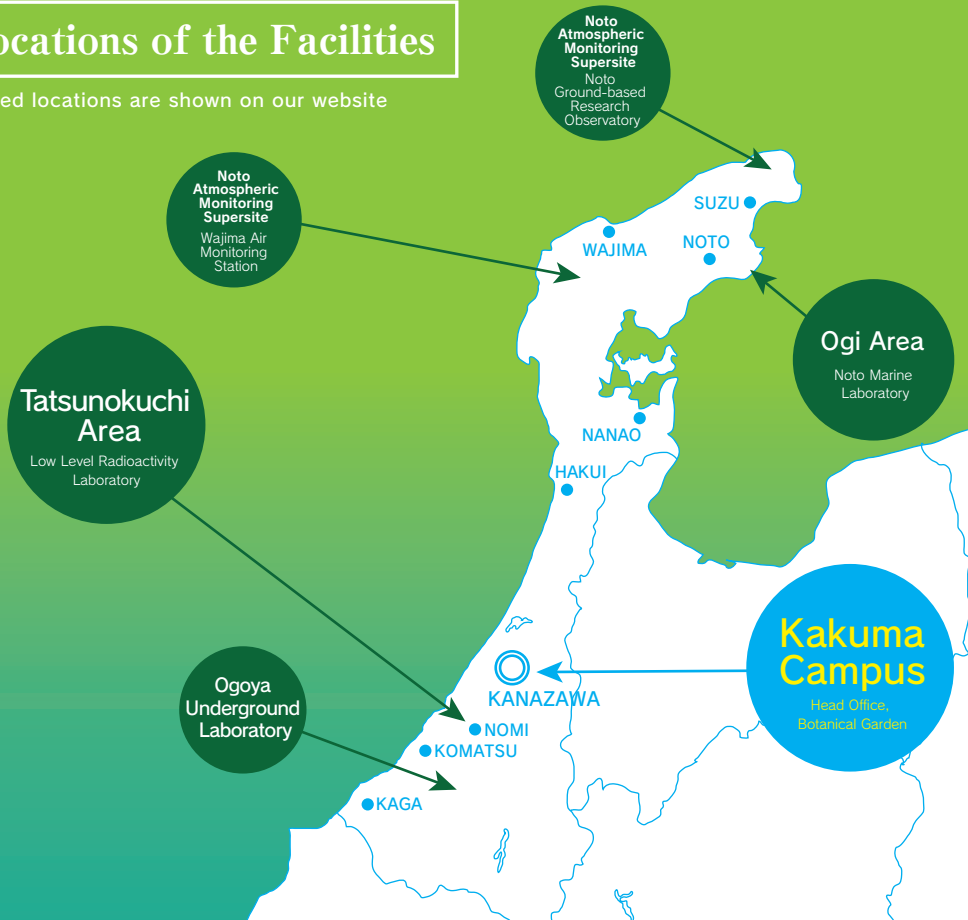 ocations of the Facilities
ed locations are shown on our website
Noto
Atmospheric
Monitoring
Supersite
Noto
Ground-based
Research
Observatory
Noto
Atmospheric
Monitoring
Supersite
Wajima Air
Monitoring
Station
SUZU
WAJIMA
NOTO
Ogi Area
Noto Marine
Laboratory
Tatsunokuchi
Area
Low Level Radioactivity
Laboratory
NANAO
HAKUI
Kakuma
Campus
Head Office,
Botanical Garden
KANAZAWA
Ogoya
Underground
Laboratory
NOMI
KOMATSU
KAGA